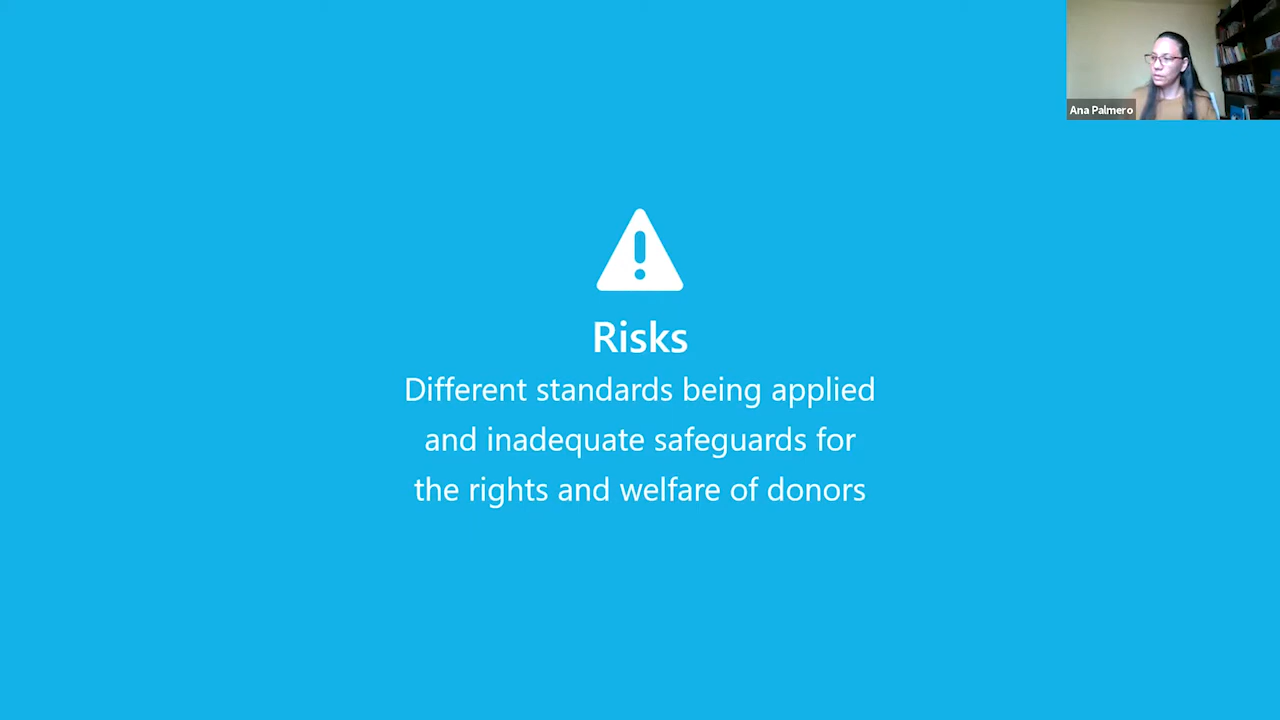 Ana Palmero
Risks
Different standards being applied
and inadequate safeguards for
the rights and welfare of donors